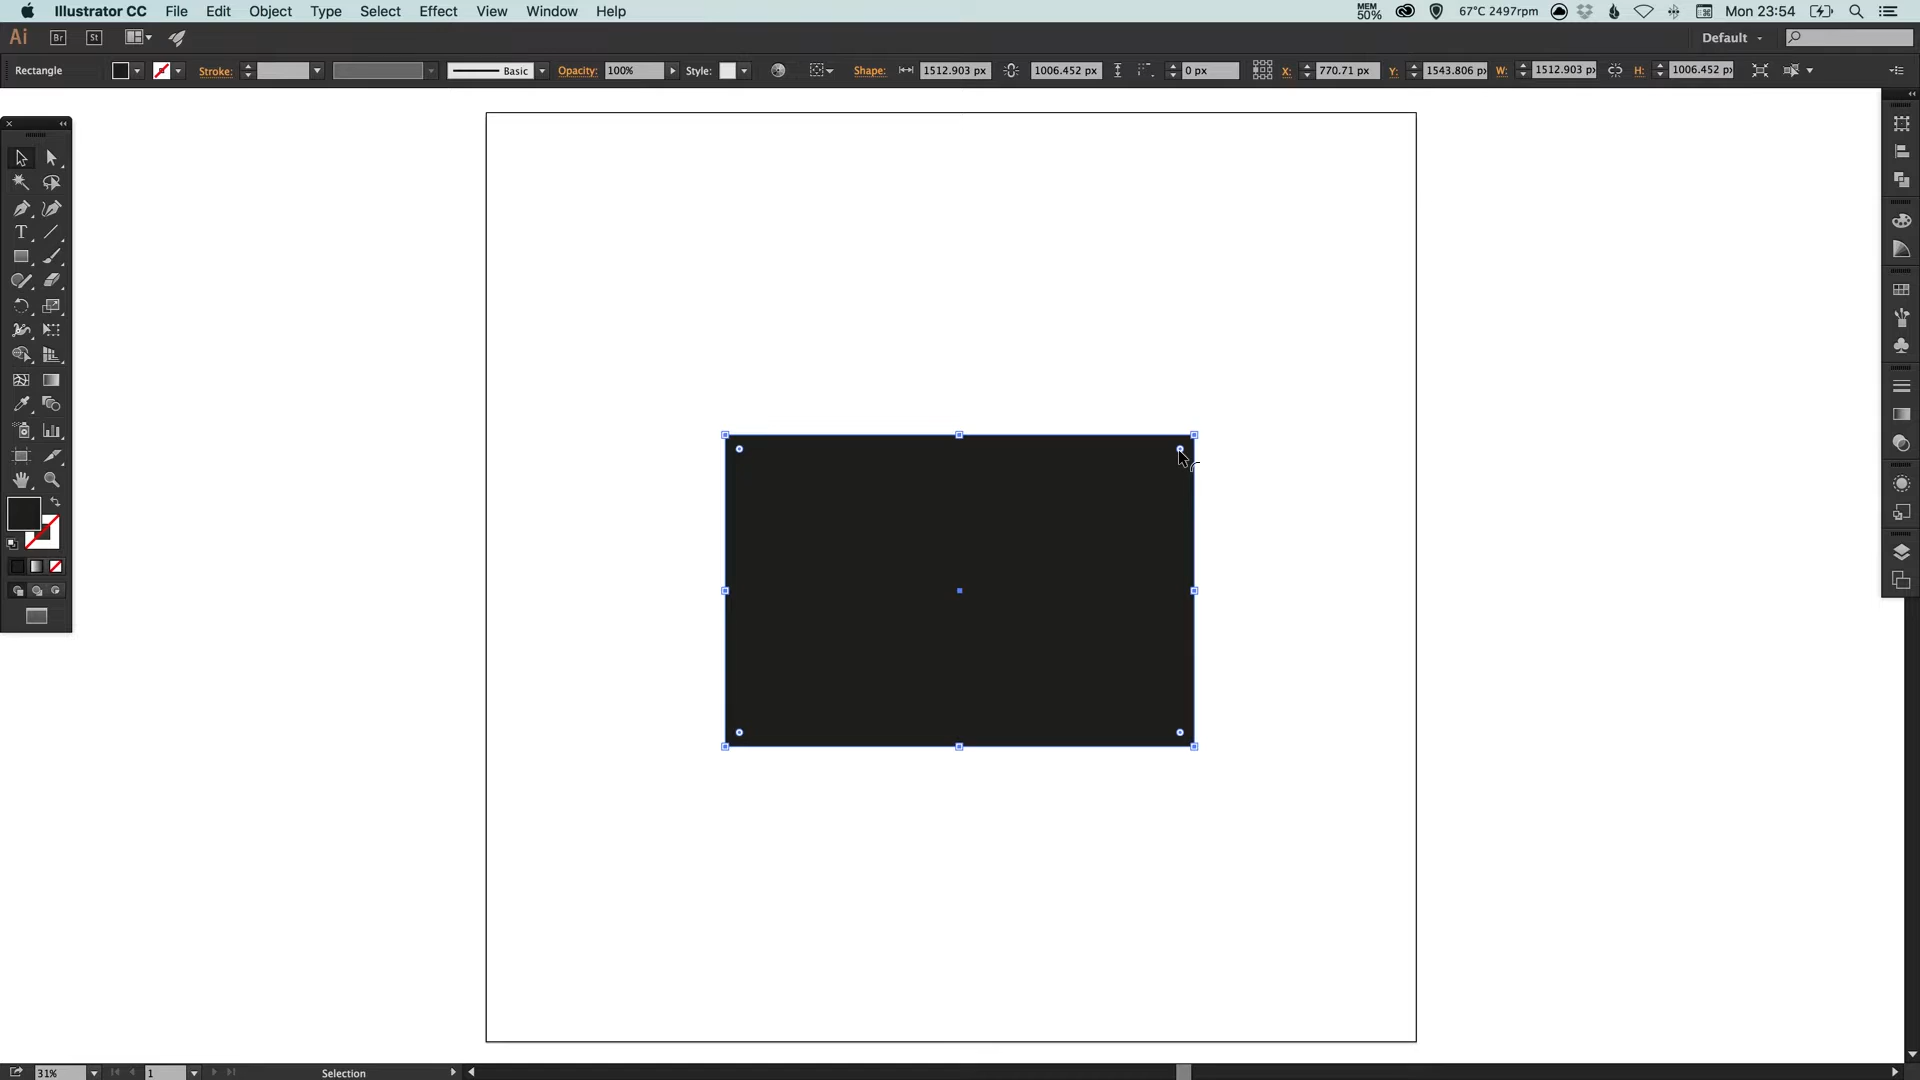 Illustrator CC File Edit Object Type Select Effect View Window Help MEM 50% 67°C 2497rpm Mon 23:54
Ai Br St Default
Rectangle Stroke: Basic Opacity: 100% Style: Shape: 1512.903 px 1006.452 px 0 px X: 770.71 px Y: 1543.806 px W: 1512.903 px H: 1006.452 px
T
31% 1 Selection